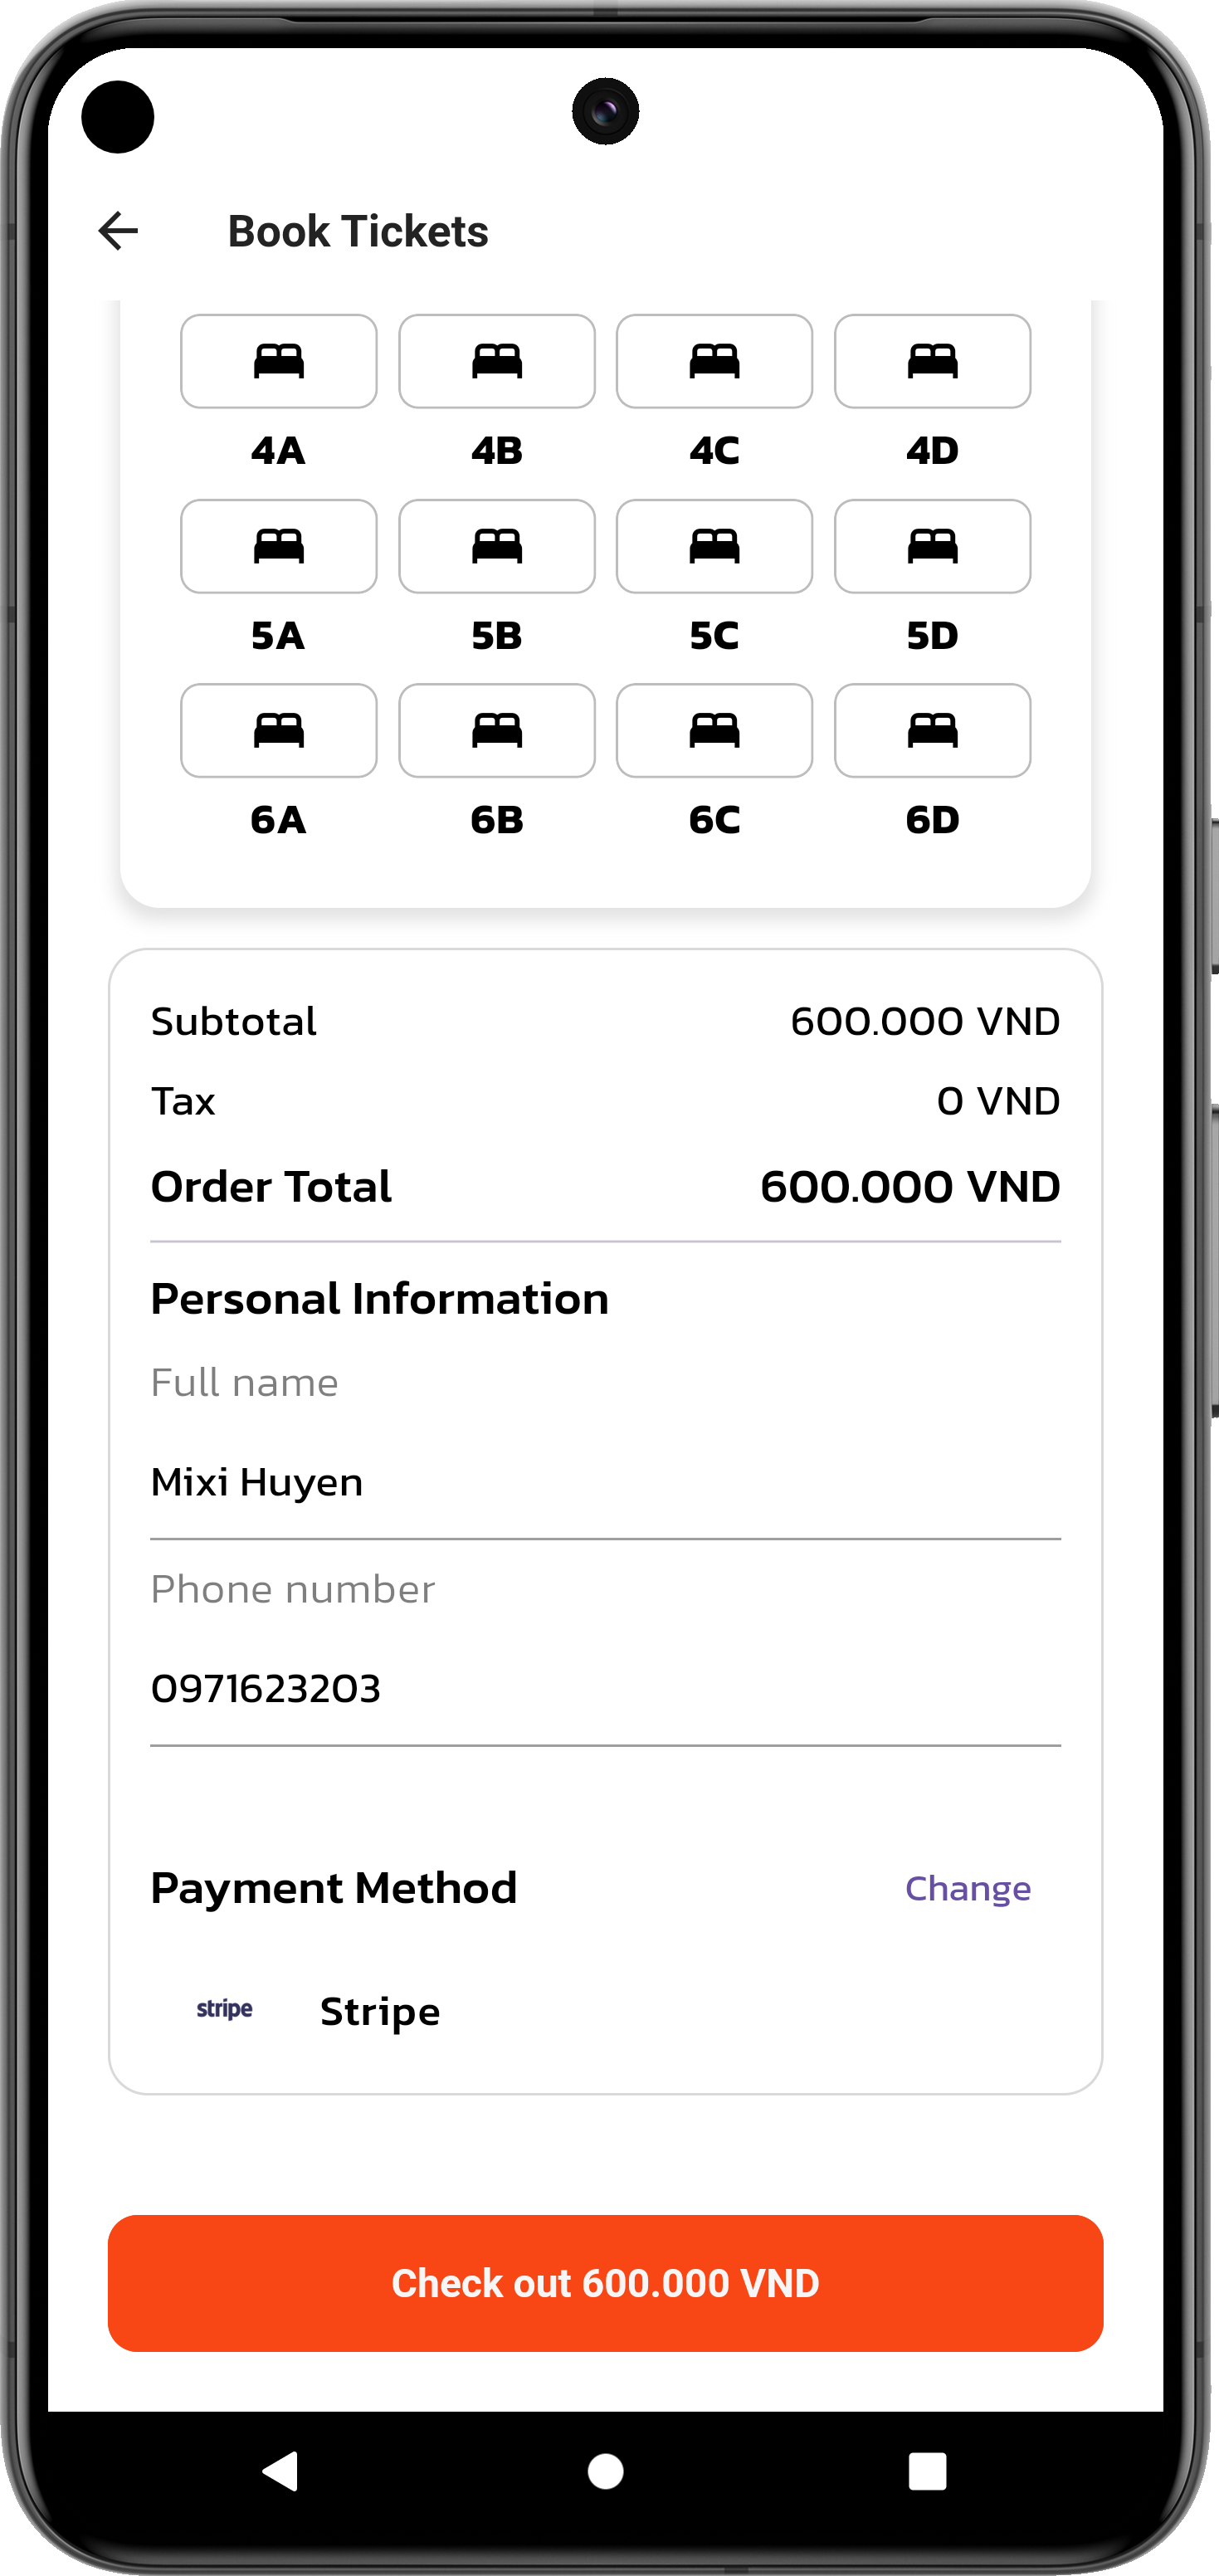 Book Tickets
4A 4B 4C 4D
5A 5B 5C 5D
6A 6B 6C 6D
Subtotal 600.000 VND
Tax 0 VND
Order Total 600.000 VND
Personal Information
Full name
Mixi Huyen
Phone number
0971623203
Payment Method Change
stripe Stripe
Check out 600.000 VND